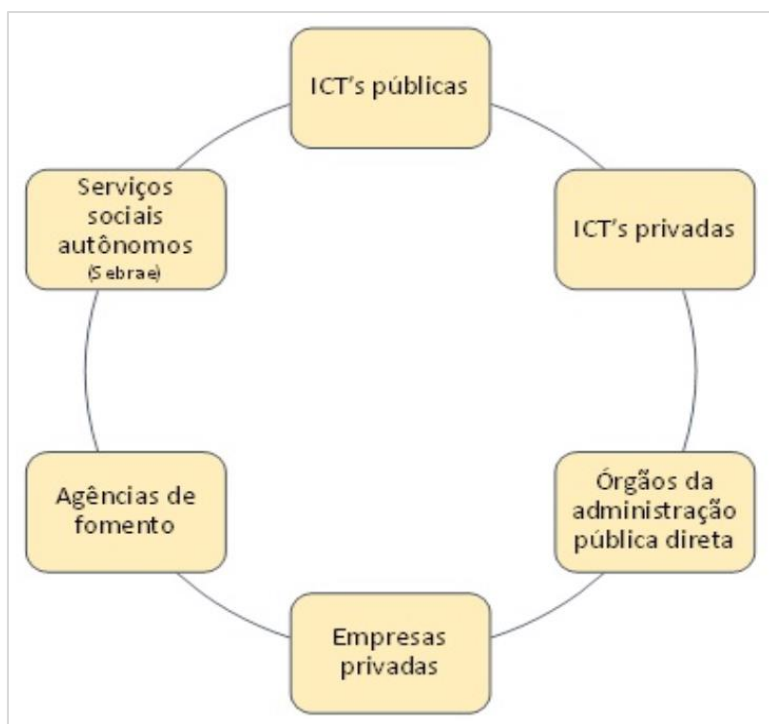 ICT's públicas
ICT's privadas
Órgãos da
administração
pública direta
Empresas
privadas
Agências de
fomento
Serviços
sociais
autônomos
(Sebrae)